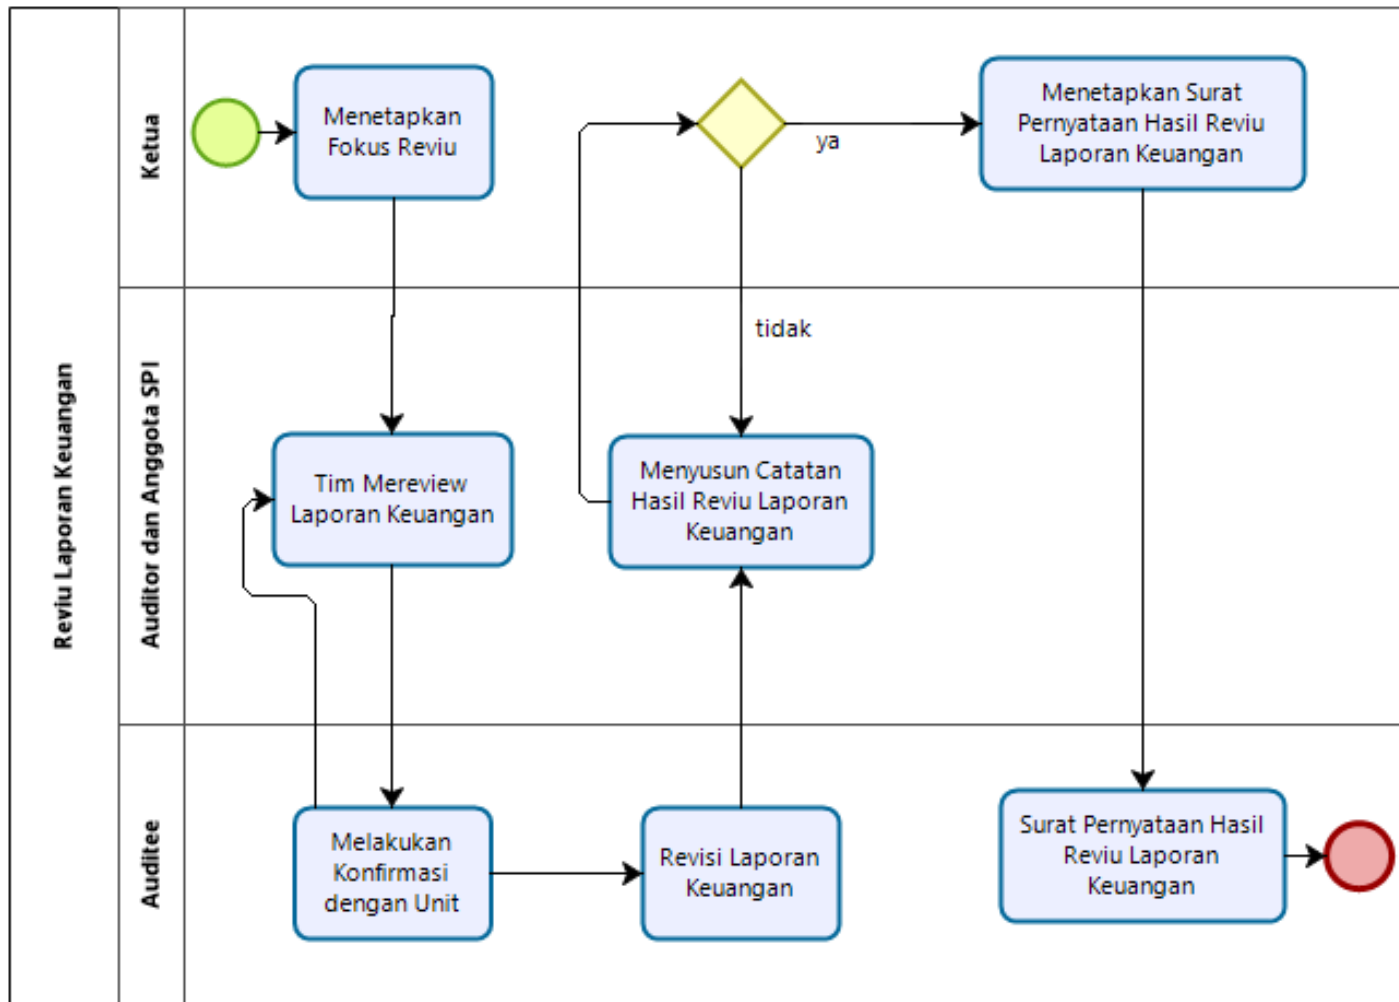 Reviu Laporan Keuangan
Ketua
Menetapkan
Fokus Reviu
ya
Menetapkan Surat
Pernyataan Hasil Reviu
Laporan Keuangan
Auditor dan Anggota SPI
tidak
Tim Mereview
Laporan Keuangan
Menyusun Catatan
Hasil Reviu Laporan
Keuangan
Auditee
Melakukan
Konfirmasi
dengan Unit
Revisi Laporan
Keuangan
Surat Pernyataan Hasil
Reviu Laporan
Keuangan